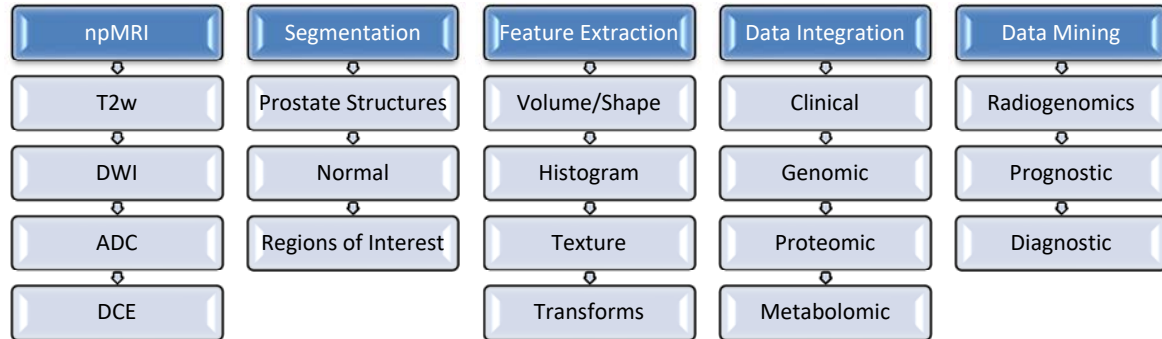 npMRI
T2w
DWI
ADC
DCE
Segmentation
Prostate Structures
Normal
Regions of Interest
Feature Extraction
Volume/Shape
Histogram
Texture
Transforms
Data Integration
Clinical
Genomic
Proteomic
Metabolomic
Data Mining
Radiogenomics
Prognostic
Diagnostic